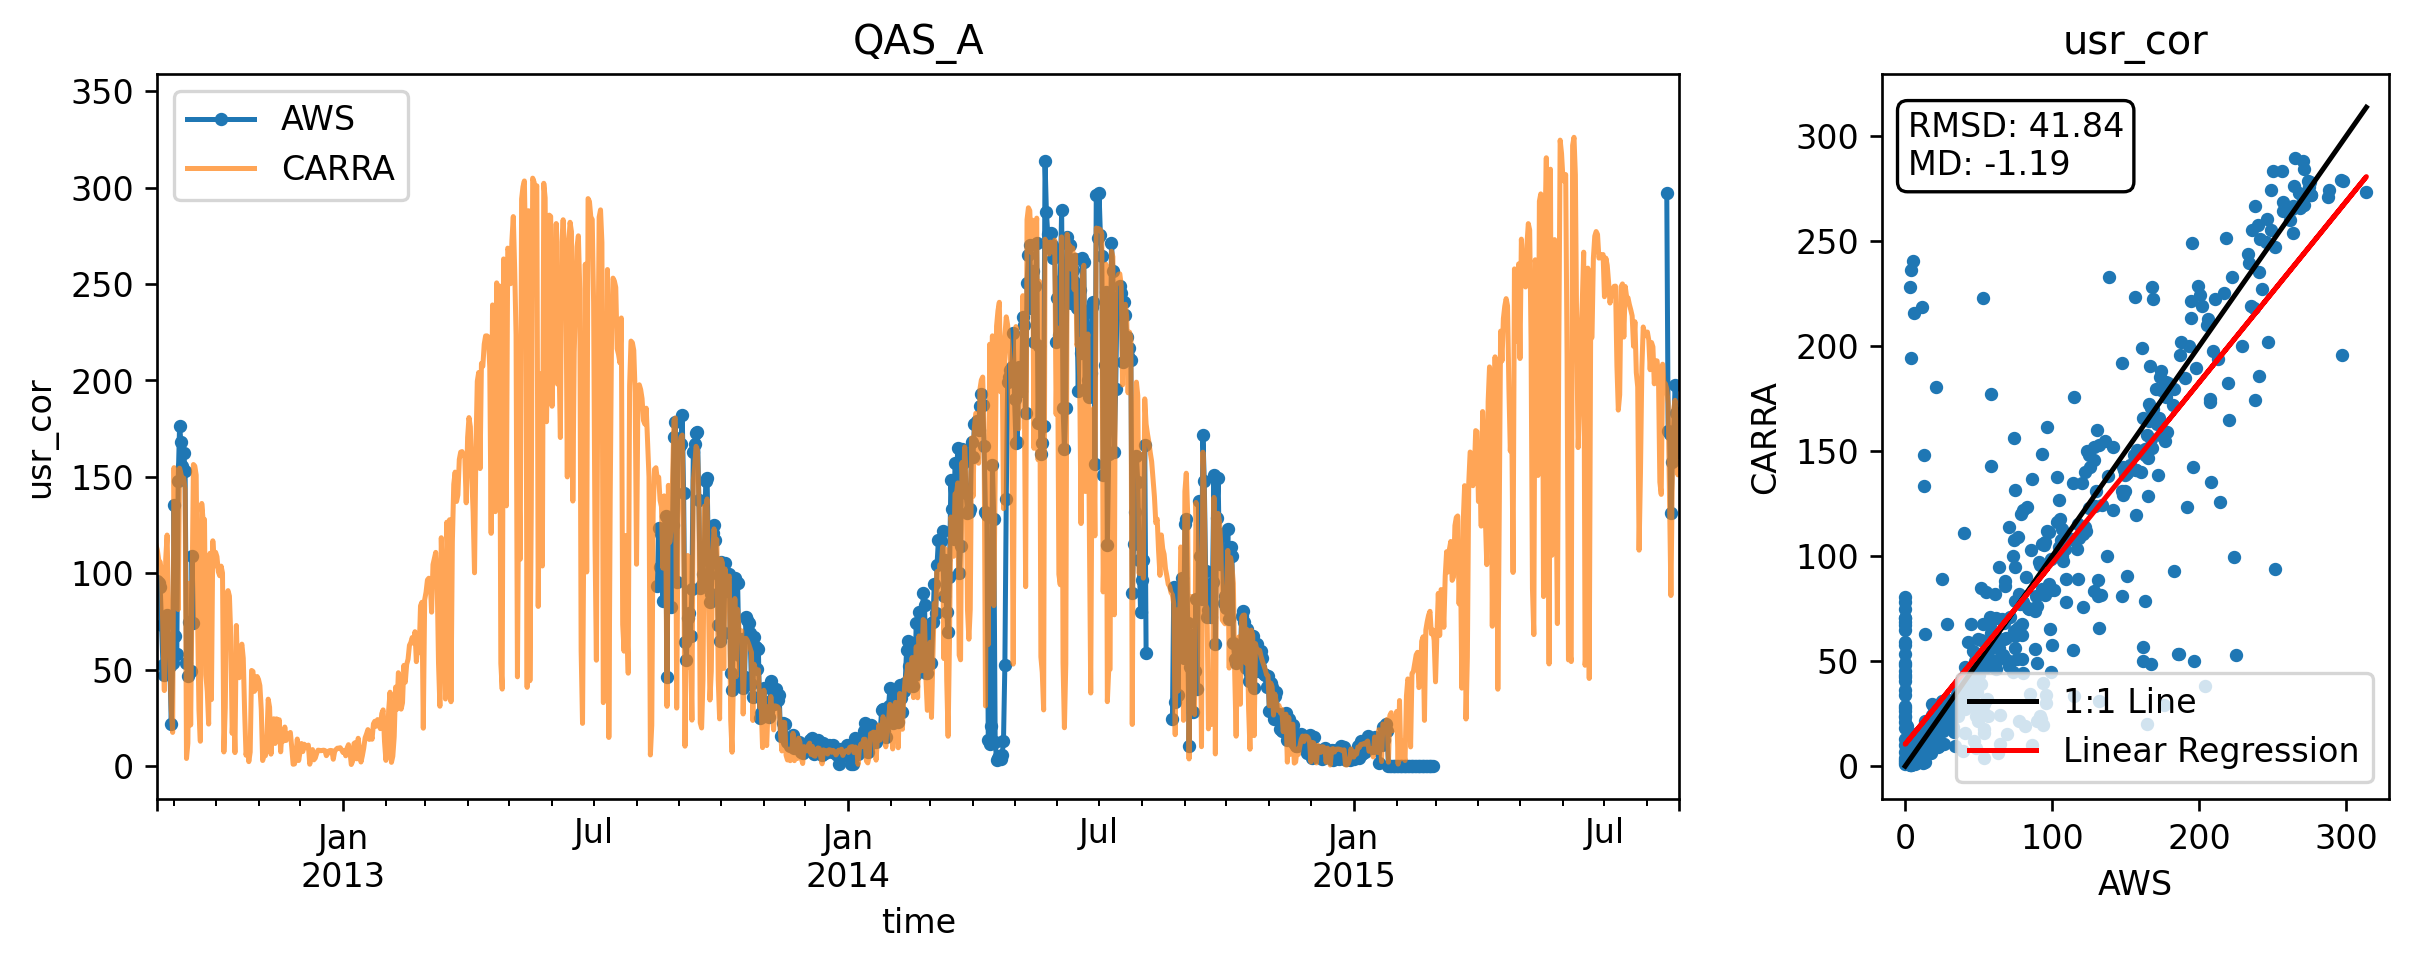 QAS_A
350
300
250
200
150
100
50
0
usr_cor
AWS
CARRA
Jan
2013
Jul
Jan
2014
Jul
Jan
2015
Jul
time
usr_cor
RMSD: 41.84
MD: -1.19
300
250
200
150
100
50
0
CARRA
1:1 Line
Linear Regression
0
100
200
300
AWS